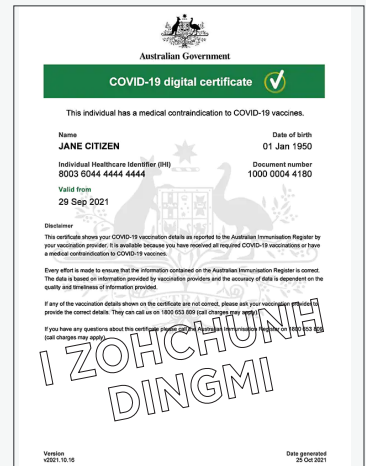 Australian Government
COVID-19 digital certificate
This individual has a medical contraindication to COVID-19 vaccines.
Name
JANE CITIZEN
Date of birth
01 Jan 1950
Individual Healthcare Identifier (IHI)
8003 6044 4444 4444
Document number
1000 0004 4180
Valid from
29 Sep 2021
Disclaimer
This certificate shows your COVID-19 vaccination details as reported to the Australian Immunisation Register by
your vaccination provider. It is available because you have received all required COVID-19 vaccinations or have
a medical contraindication to COVID-19 vaccines.
Every effort is made to ensure that the information contained on the Australian Immunisation Register is correct.
The data is based on information provided by vaccination providers and the accuracy of data is dependent on the
quality and timeliness of information provided.
If any of the vaccination details shown on the certificate are not correct, please ask your vaccination provider to
provide the correct details. They can call us on 1800 653 809 (call charges may apply).
If you have any questions about this certificate please call the Australian Immunisation Register on 1800 653 809
(call charges may apply).
I ZOHCHUNH
DINGMI
Version
v2021.10.16
Date generated
25 Oct 2021